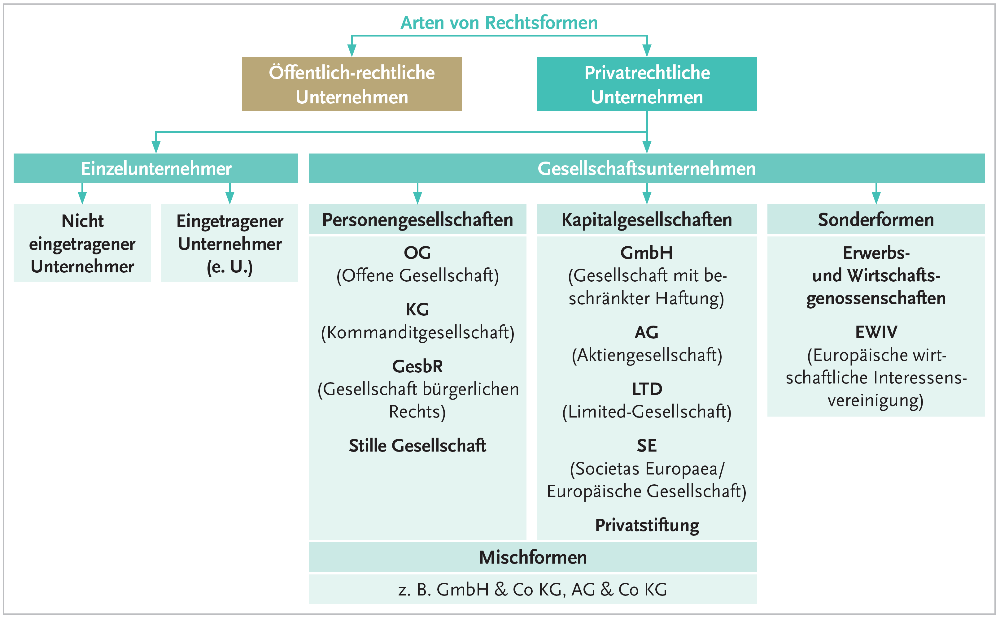 Arten von Rechtsformen
Öffentlich-rechtliche
Unternehmen
Privatrechtliche
Unternehmen
Einzelunternehmer
Gesellschaftsunternehmen
Nicht
eingetragener
Unternehmer
Eingetragener
Unternehmer
(e. U.)
Personengesellschaften
OG
(Offene Gesellschaft)
KG
(Kommanditgesellschaft)
GesbR
(Gesellschaft bürgerlichen
Rechts)
Stille Gesellschaft
Kapitalgesellschaften
GmbH
(Gesellschaft mit be-
schränkter Haftung)
AG
(Aktiengesellschaft)
LTD
(Limited-Gesellschaft)
SE
(Societas Europaea/
Europäische Gesellschaft)
Privatstiftung
Sonderformen
Erwerbs-
und Wirtschafts-
genossenschaften
EWIV
(Europäische wirt-
schaftliche Interessens-
vereinigung)
Mischformen
z. B. GmbH & Co KG, AG & Co KG